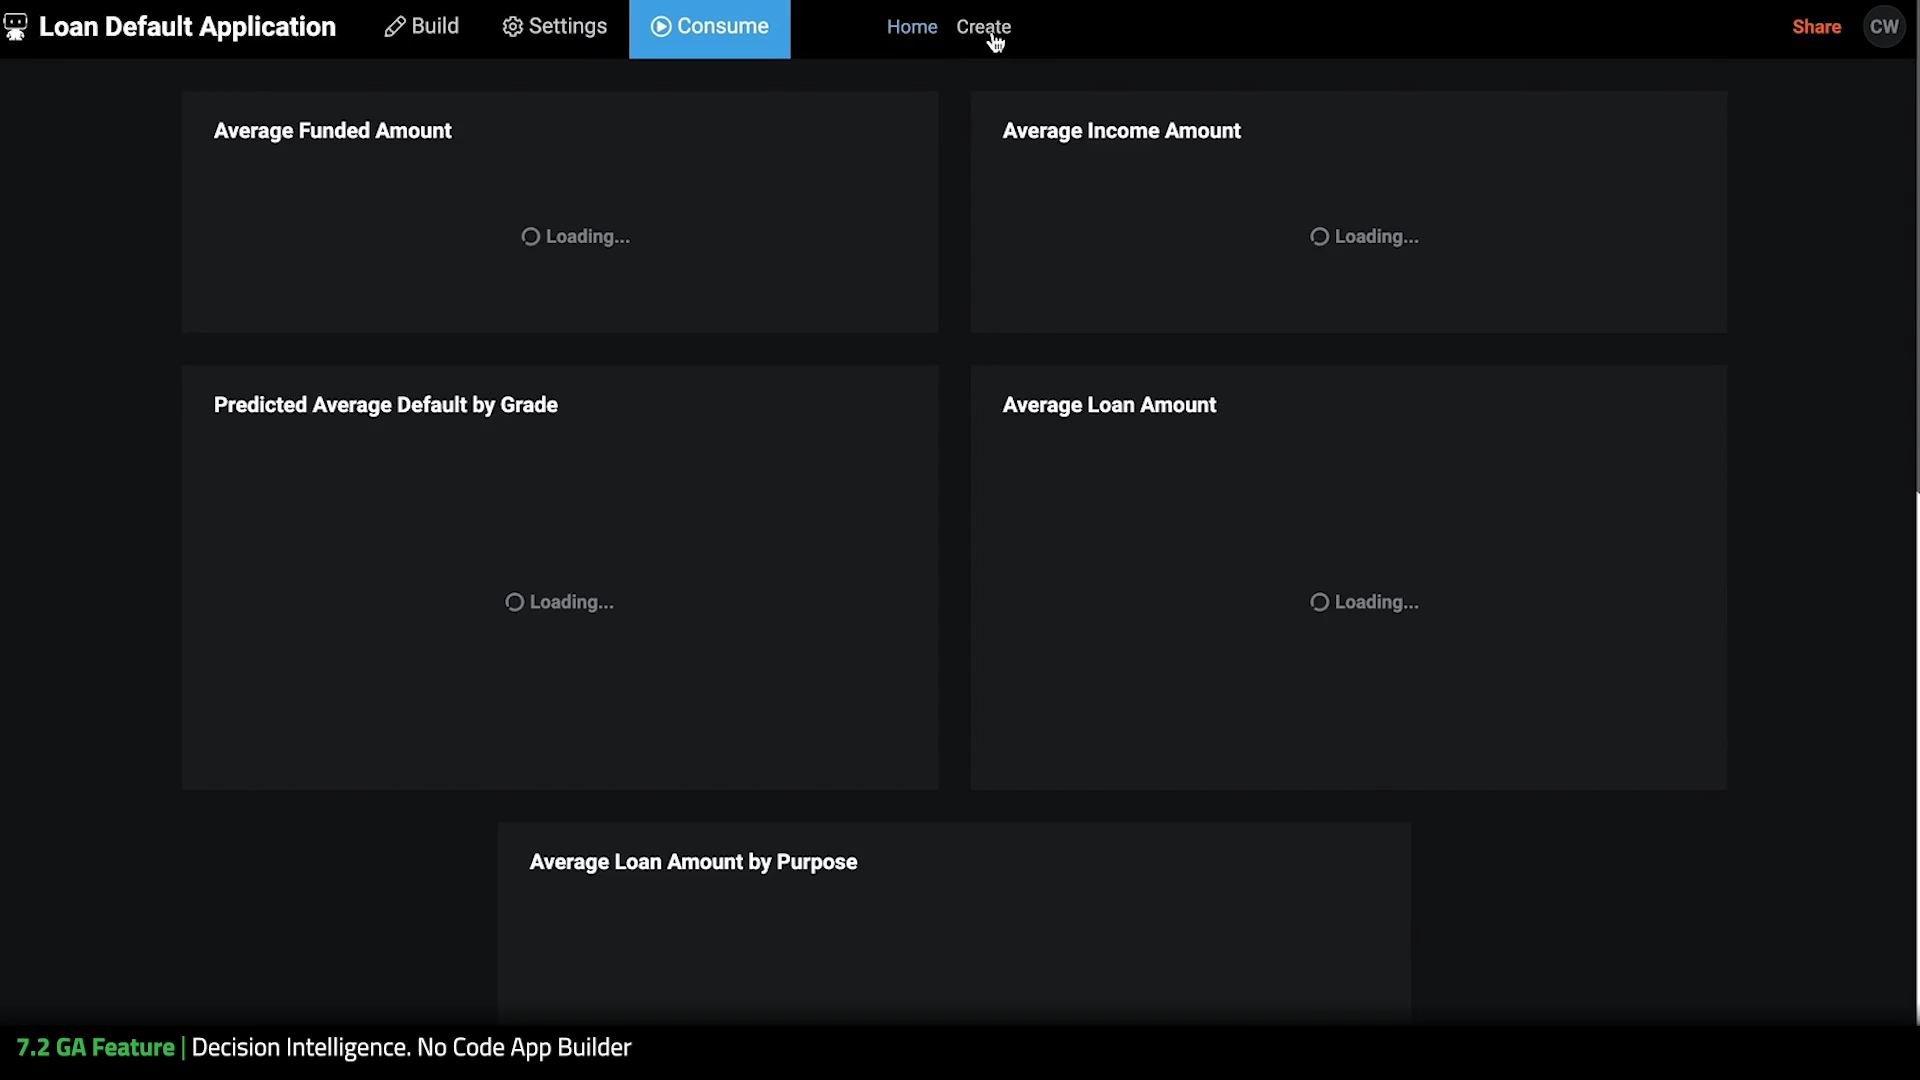 Loan Default Application Build Settings Consume Home Create Share CW
Average Funded Amount
Loading...
Average Income Amount
Loading...
Predicted Average Default by Grade
Loading...
Average Loan Amount
Loading...
Average Loan Amount by Purpose
7.2 GA Feature | Decision Intelligence. No Code App Builder